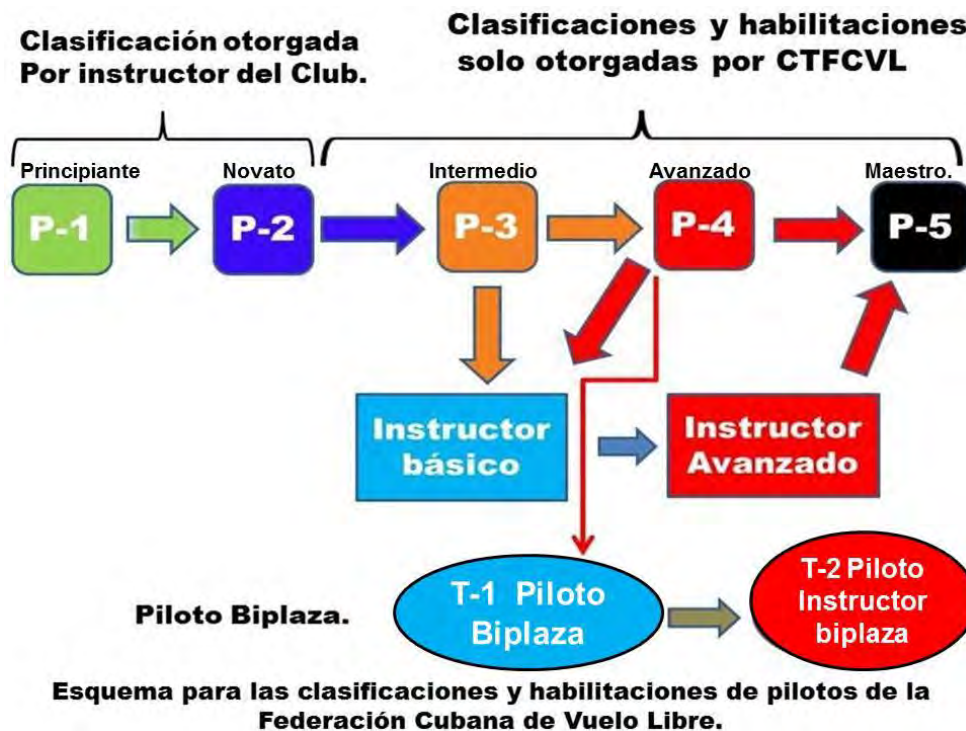 Clasificación otorgada
Por instructor del Club.
Clasificaciones y habilitaciones
solo otorgadas por CTFCVL
Principiante
Novato
Intermedio
Avanzado
Maestro.
P-1
P-2
P-3
P-4
P-5
Instructor
básico
Instructor
Avanzado
Piloto Biplaza.
T-1 Piloto
Biplaza
T-2 Piloto
Instructor
biplaza
Esquema para las clasificaciones y habilitaciones de pilotos de la
Federación Cubana de Vuelo Libre.